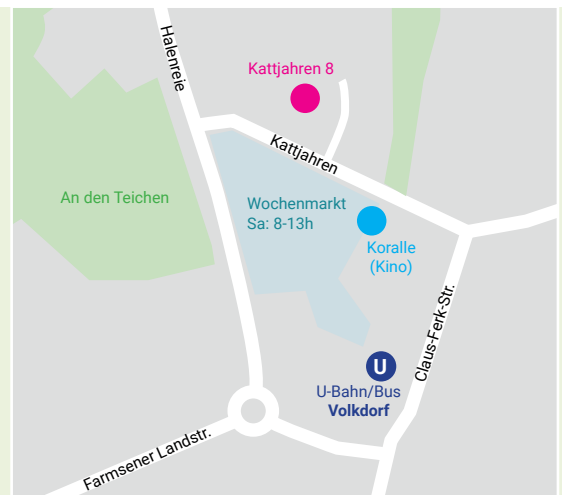 Halenreie
Kattjahren 8
Kattjahren
An den Teichen
Wochenmarkt
Sa: 8-13h
Koralle
(Kino)
Claus-Ferk-Str.
U
U-Bahn/Bus
Volkdorf
Farmsener Landstr.